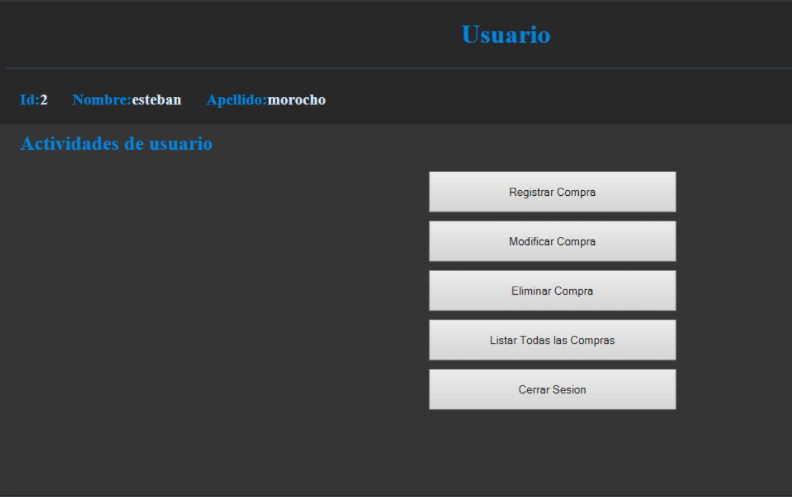 Usuario
Id:2 Nombre:esteban Apellido:morocho
Actividades de usuario
Registrar Compra
Modificar Compra
Eliminar Compra
Listar Todas las Compras
Cerrar Sesion